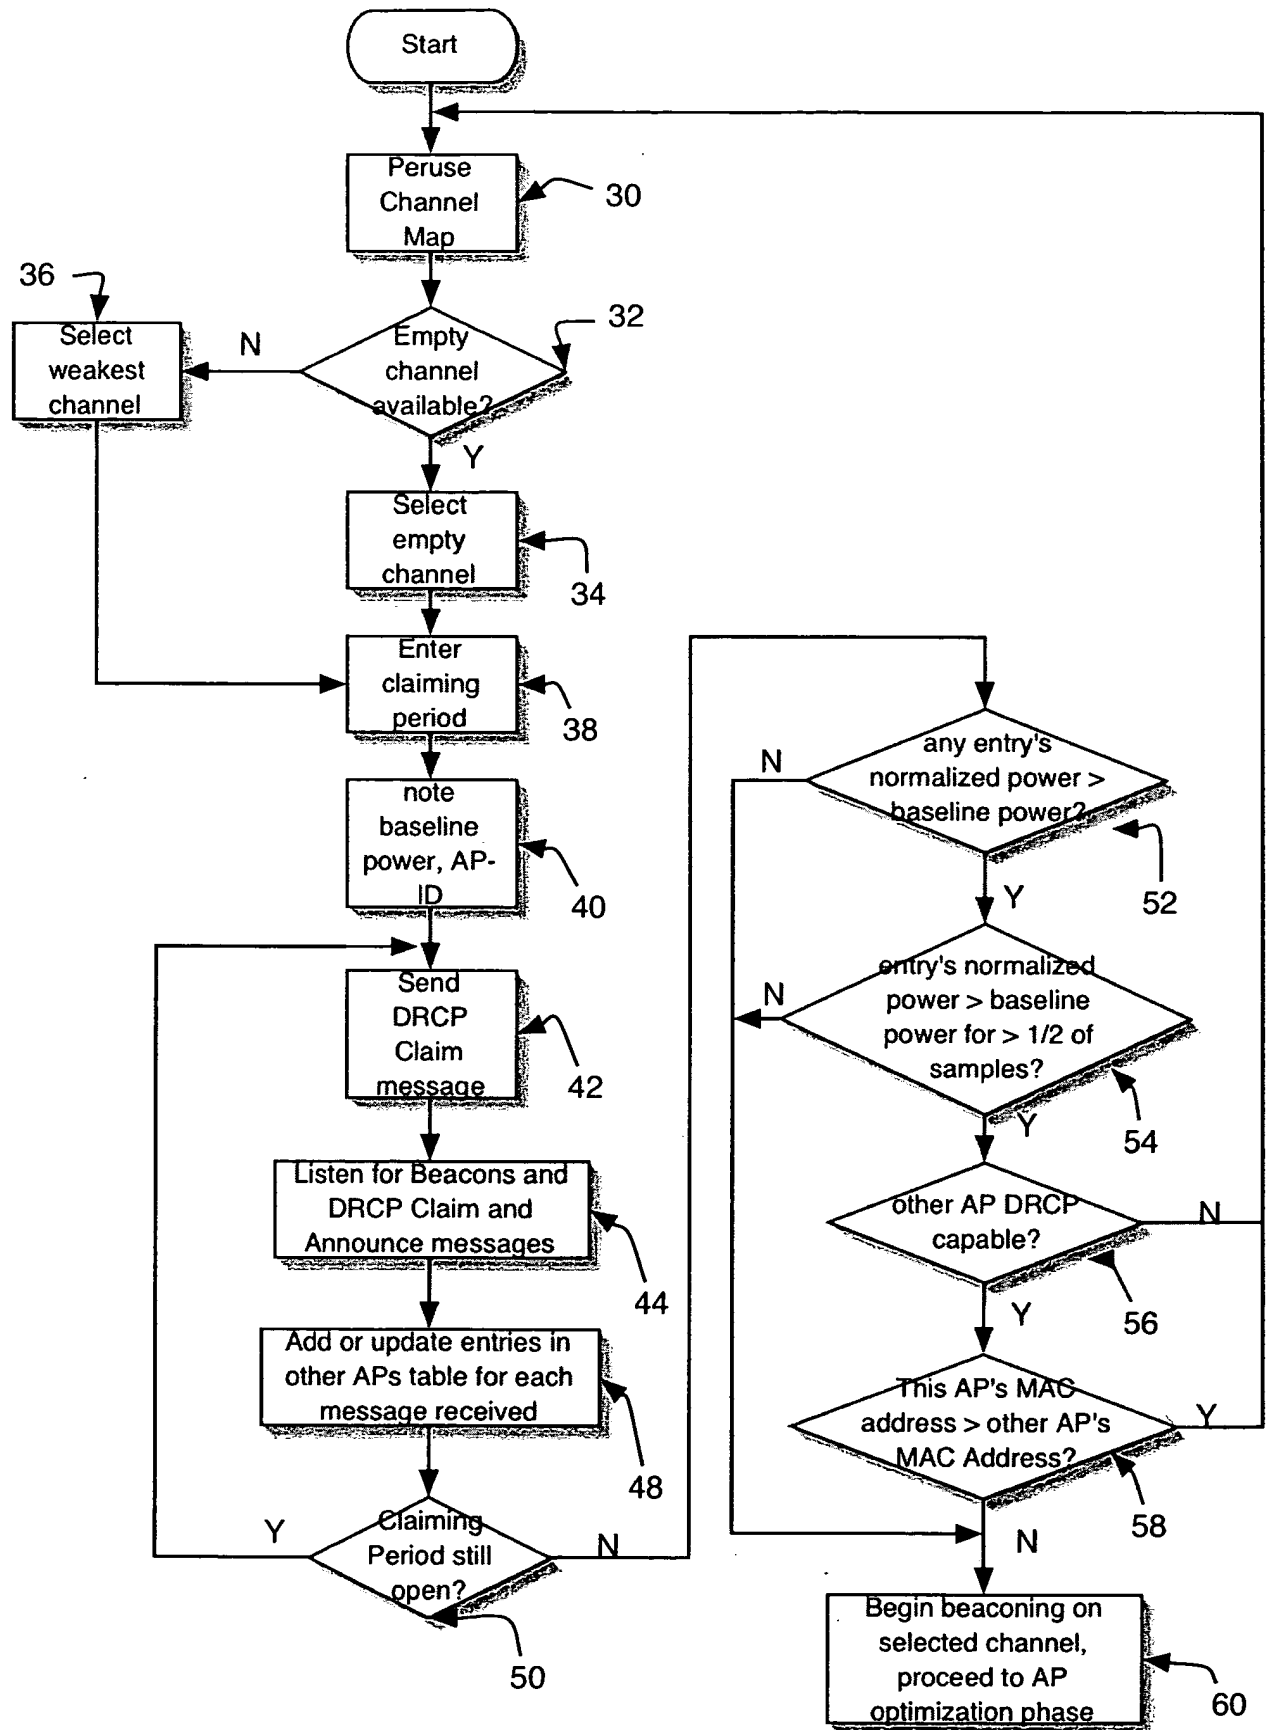 Start
Peruse
Channel
Map
30
36
32
Select
weakest
channel
N
Empty
channel
available?
Y
Select
empty
channel
34
Enter
claiming
period
38
note
baseline
power, AP-
ID
40
Send
DRCP
Claim
message
42
Listen for Beacons and
DRCP Claim and
Announce messages
44
Add or update entries in
other APs table for each
message received
48
Y
Claiming
Period still
open?
N
50
N
any entry's
normalized power >
baseline power?
52
Y
N
entry's normalized
power > baseline
power for > 1/2 of
samples?
54
Y
other AP DRCP
capable?
N
56
Y
This AP's MAC
address > other AP's
MAC Address?
Y
58
N
Begin beaconing on
selected channel,
proceed to AP
optimization phase
60